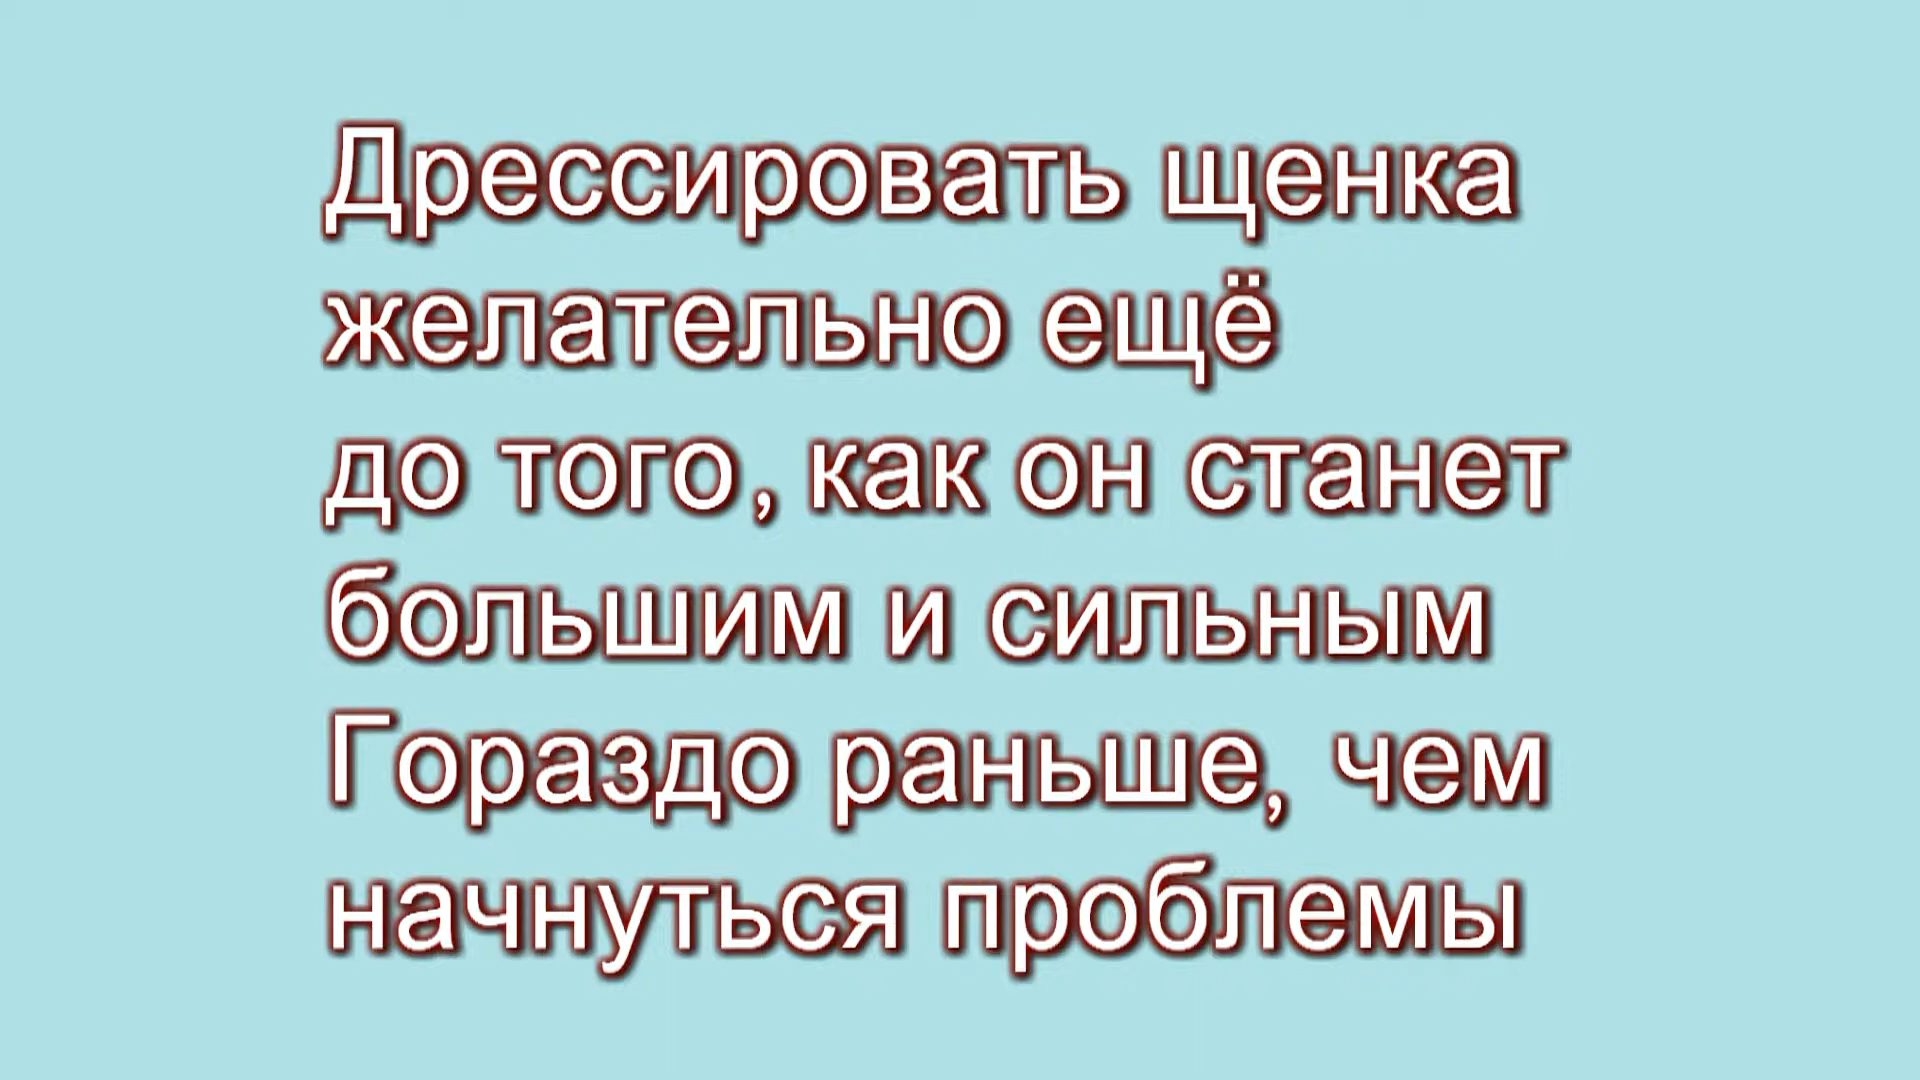 Дрессировать щенка
желательно ещё
до того, как он станет
большим и сильным
Гораздо раньше, чем
начнуться проблемы